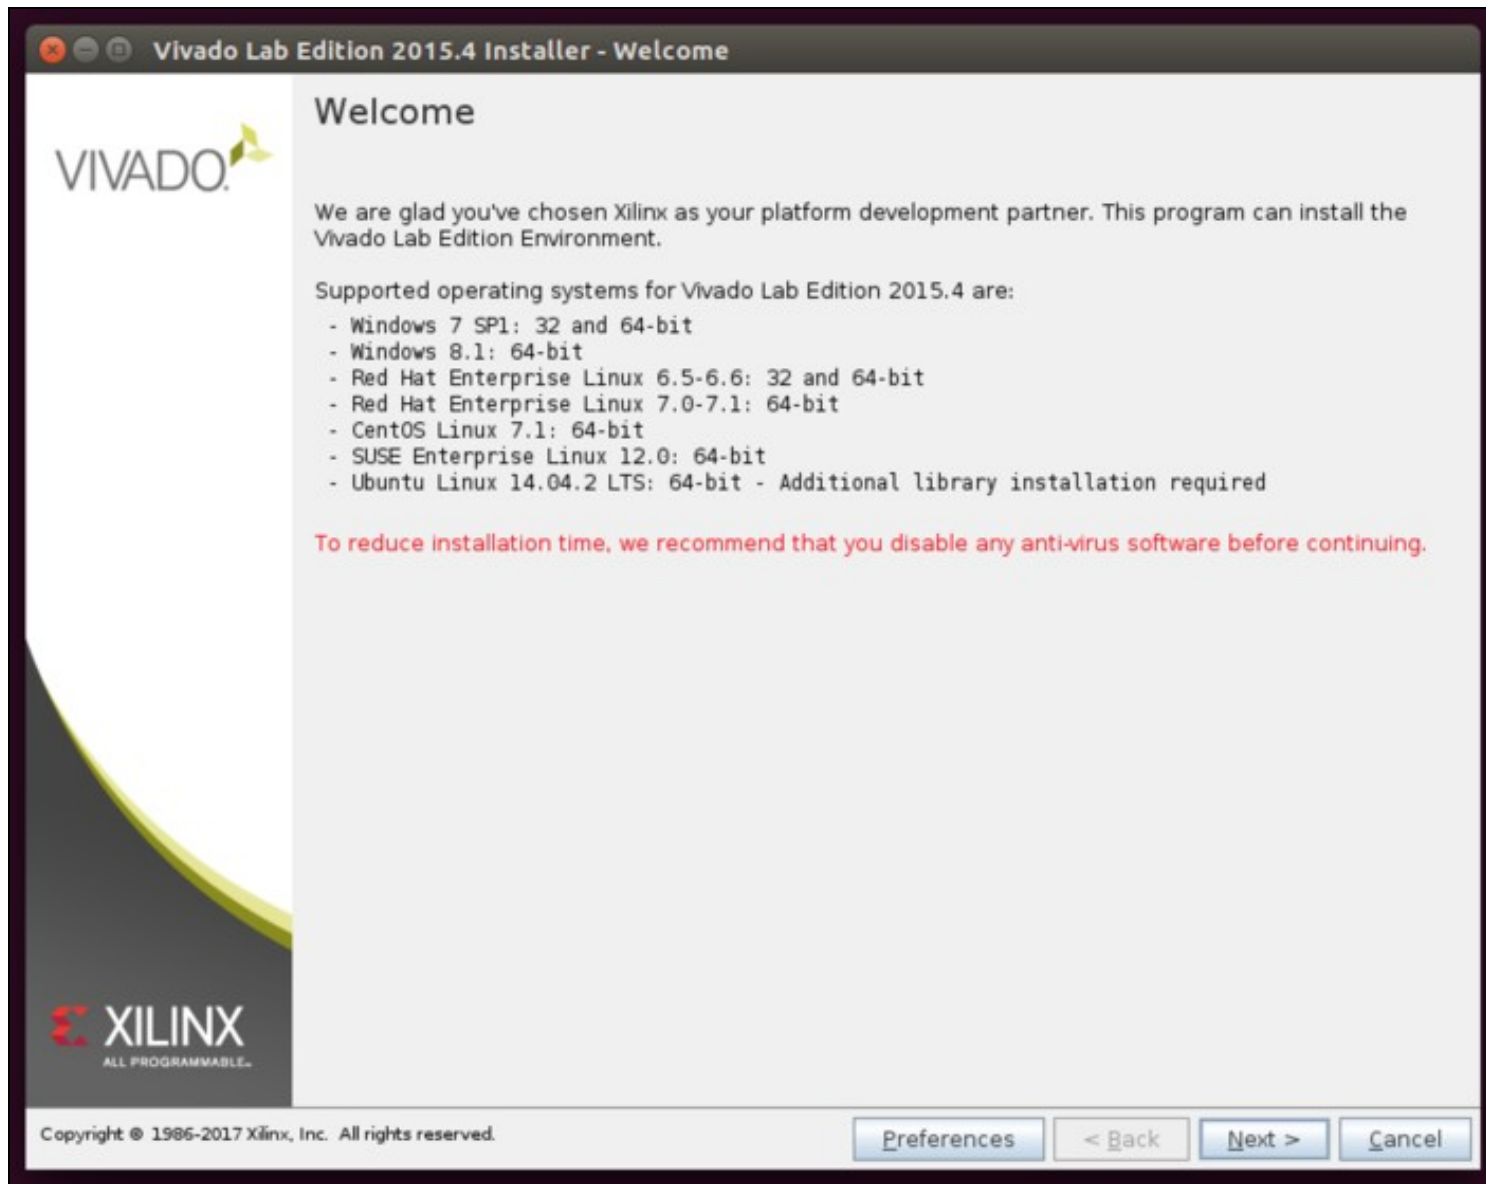 Vivado Lab Edition 2015.4 Installer - Welcome
VIVADO.
Welcome
We are glad you've chosen Xilinx as your platform development partner. This program can install the
Vivado Lab Edition Environment.
Supported operating systems for Vivado Lab Edition 2015.4 are:
- Windows 7 SP1: 32 and 64-bit
- Windows 8.1: 64-bit
- Red Hat Enterprise Linux 6.5-6.6: 32 and 64-bit
- Red Hat Enterprise Linux 7.0-7.1: 64-bit
- CentOS Linux 7.1: 64-bit
- SUSE Enterprise Linux 12.0: 64-bit
- Ubuntu Linux 14.04.2 LTS: 64-bit - Additional library installation required
To reduce installation time, we recommend that you disable any anti-virus software before continuing.
XILINX
ALL PROGRAMMABLE™
Copyright © 1986-2017 Xilinx, Inc. All rights reserved.
Preferences < Back Next > Cancel